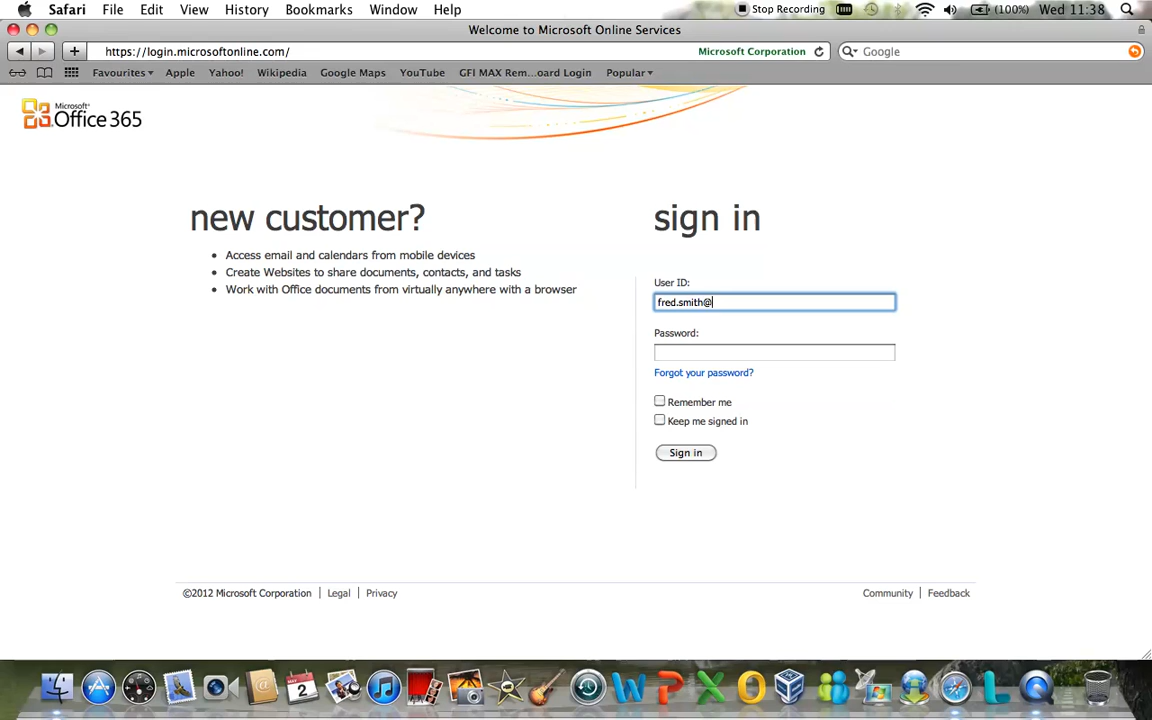 Safari File Edit View History Bookmarks Window Help Stop Recording (100%) Wed 11:38
Welcome to Microsoft Online Services
https://login.microsoftonline.com/ Microsoft Corporation Google
Favourites Apple Yahoo! Wikipedia Google Maps YouTube GFI MAX Rem...oard Login Popular
Microsoft®
Office 365
new customer?
• Access email and calendars from mobile devices
• Create Websites to share documents, contacts, and tasks
• Work with Office documents from virtually anywhere with a browser
sign in
User ID:
fred.smith@
Password:
Forgot your password?
Remember me
Keep me signed in
Sign in
©2012 Microsoft Corporation | Legal | Privacy Community | Feedback
2